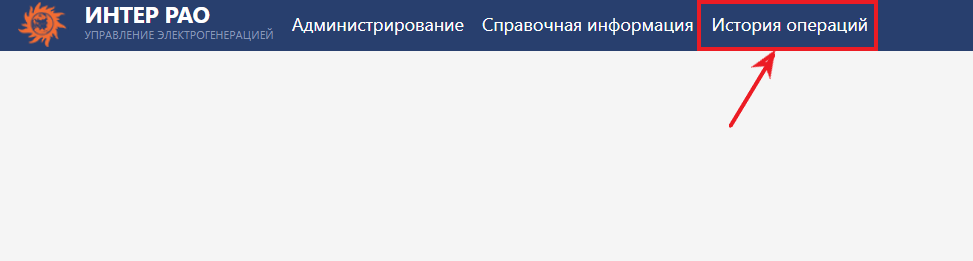 ИНТЕР РАО
УПРАВЛЕНИЕ ЭЛЕКТРОГЕНЕРАЦИЕЙ
Администрирование Справочная информация История операций